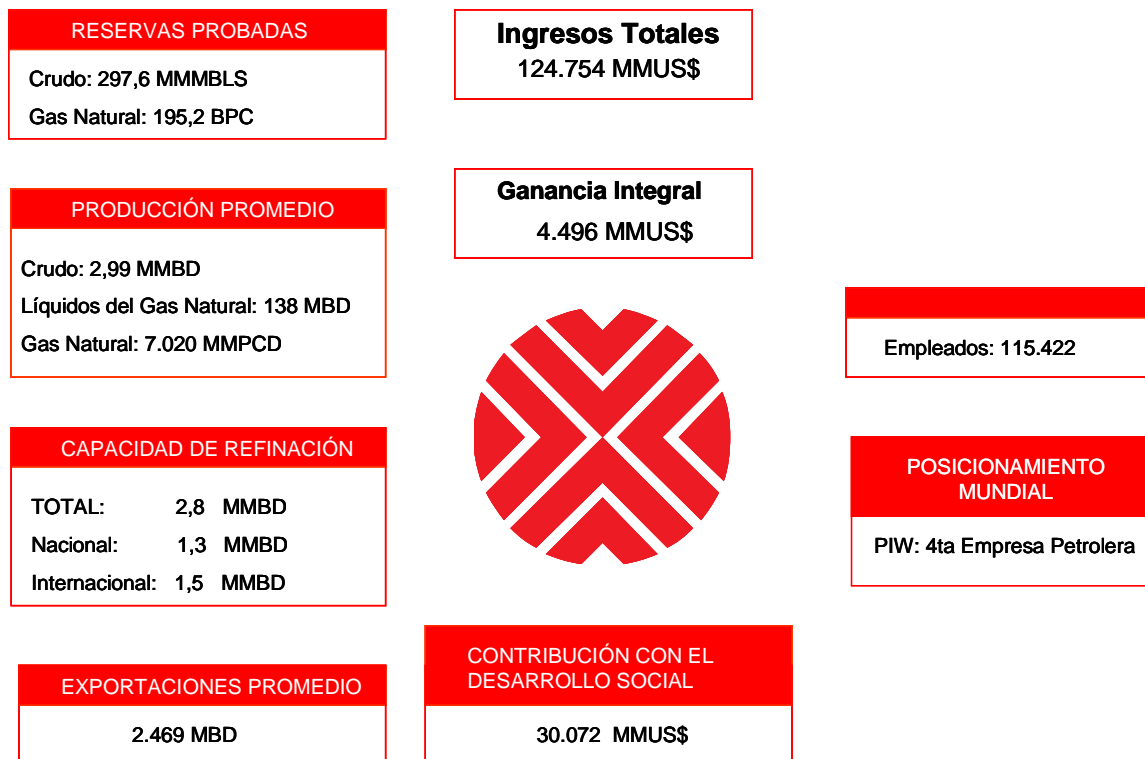 RESERVAS PROBADAS
Crudo: 297,6 MMMBLS
Gas Natural: 195,2 BPC
PRODUCCIÓN PROMEDIO
Crudo: 2,99 MMBD
Líquidos del Gas Natural: 138 MBD
Gas Natural: 7.020 MMPCD
CAPACIDAD DE REFINACIÓN
TOTAL: 2,8 MMBD
Nacional: 1,3 MMBD
Internacional: 1,5 MMBD
EXPORTACIONES PROMEDIO
2.469 MBD
Ingresos Totales
124.754 MMUS$
Ganancia Integral
4.496 MMUS$
CONTRIBUCIÓN CON EL
DESARROLLO SOCIAL
30.072 MMUS$
Empleados: 115.422
POSICIONAMIENTO
MUNDIAL
PIW: 4ta Empresa Petrolera